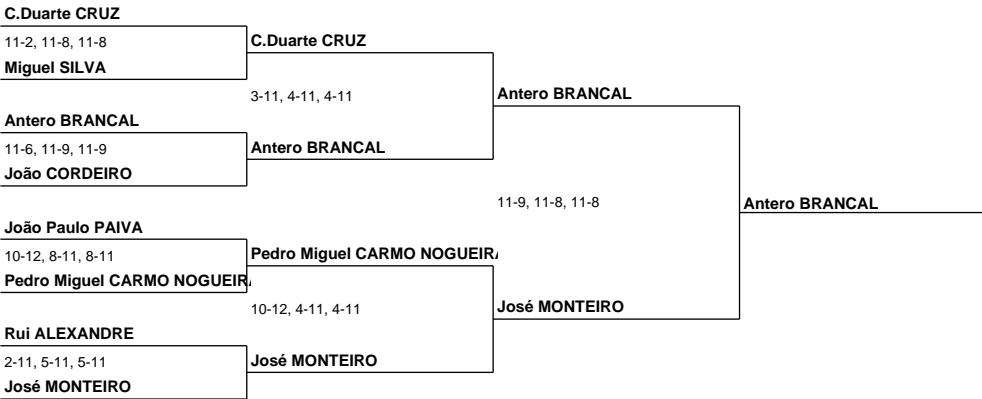 C.Duarte CRUZ
11-2, 11-8, 11-8
Miguel SILVA
Antero BRANCAL
11-6, 11-9, 11-9
João CORDEIRO
João Paulo PAIVA
10-12, 8-11, 8-11
Pedro Miguel CARMO NOGUEIR
Rui ALEXANDRE
2-11, 5-11, 5-11
José MONTEIRO
C.Duarte CRUZ
3-11, 4-11, 4-11
Antero BRANCAL
Pedro Miguel CARMO NOGUEIRA
10-12, 4-11, 4-11
José MONTEIRO
Antero BRANCAL
11-9, 11-8, 11-8
José MONTEIRO
Antero BRANCAL